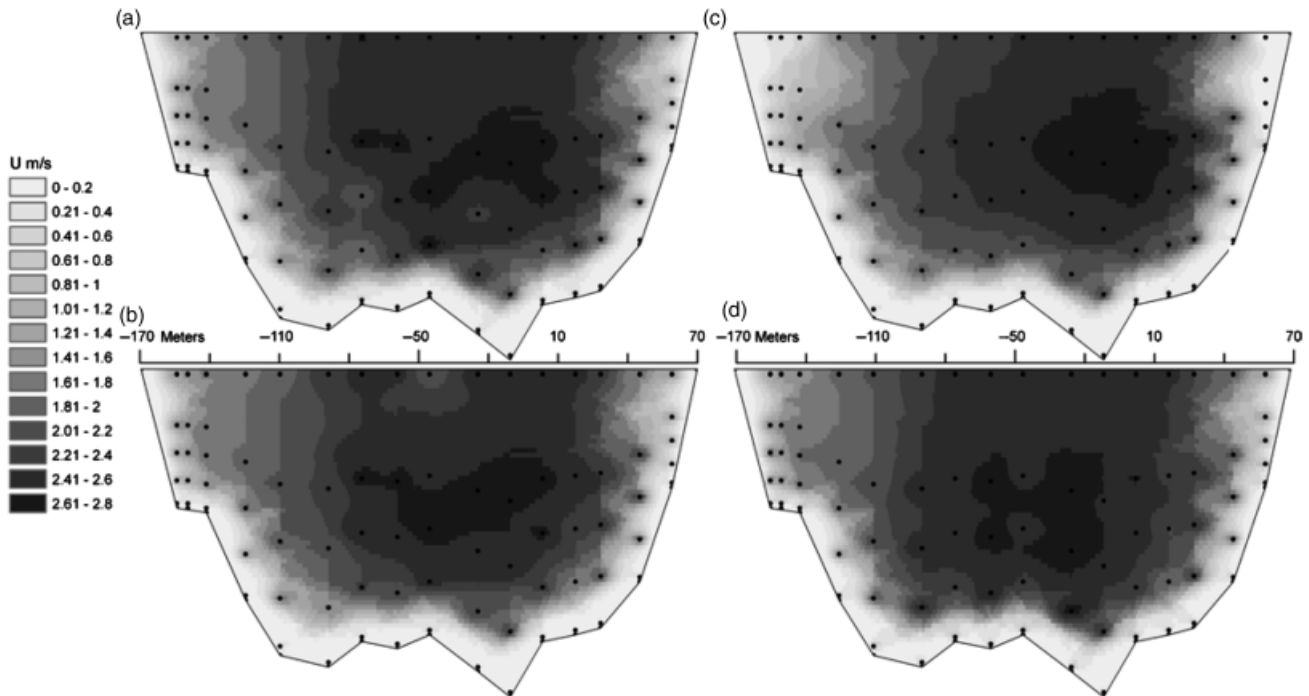 (a)
(c)
U m/s
0 - 0.2
0.21 - 0.4
0.41 - 0.6
0.61 - 0.8
0.81 - 1
1.01 - 1.2
1.21 - 1.4
1.41 - 1.6
1.61 - 1.8
1.81 - 2
2.01 - 2.2
2.21 - 2.4
2.41 - 2.6
2.61 - 2.8
(b)
−170 Meters −110 −50 10 70
(d)
−170 Meters −110 −50 10 70